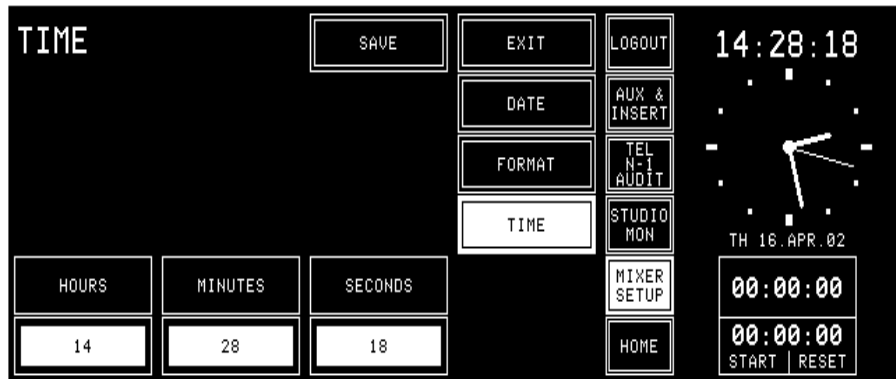 TIME
SAVE
EXIT
LOGOUT
14:28:18
DATE
AUX &
INSERT
FORMAT
TEL
N-1
AUDIT
TIME
STUDIO
MON
TH 16.APR.02
HOURS
MINUTES
SECONDS
MIXER
SETUP
00:00:00
14
28
18
HOME
00:00:00
START | RESET